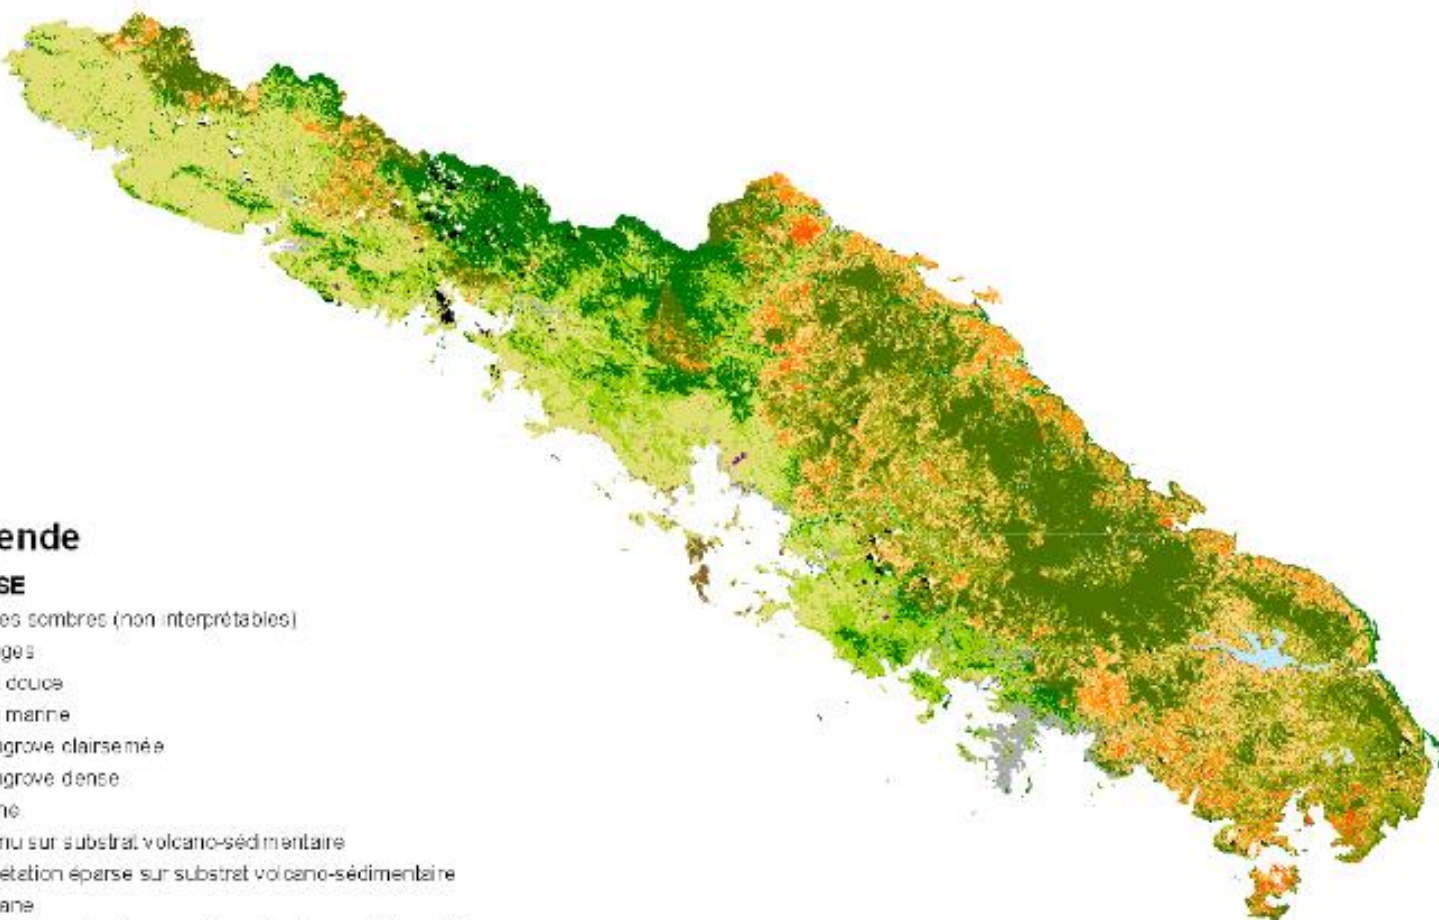 ende
SE
es sombres (non interprétables)
ges
douce
marine
grove clairsemée
grove dense
ne
nu sur substrat volcano-sédimentaire
étation éparse sur substrat volcano-sédimentaire
ane